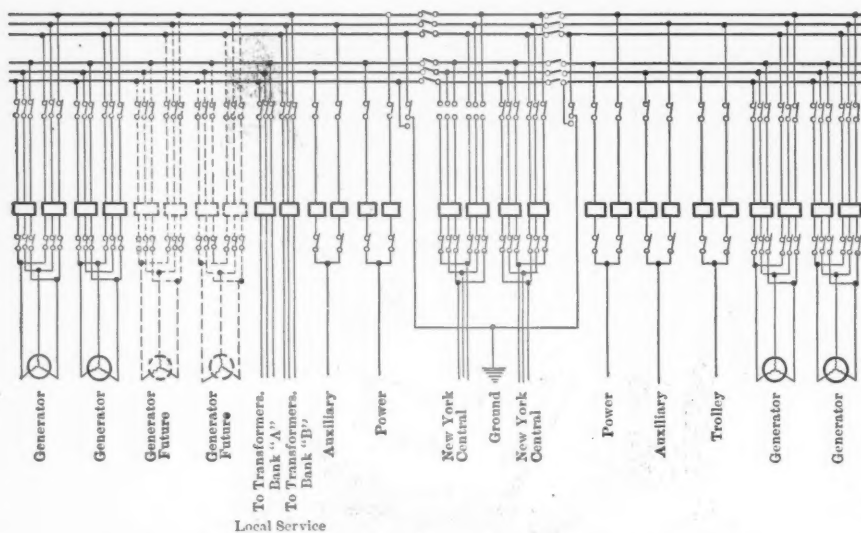 Generator
Generator
Generator
Future
Generator
Future
To Transformers,
Bank "A"
To Transformers,
Bank "B"
Auxiliary
Power
New York
Central
Ground
New York
Central
Power
Auxiliary
Trolley
Generator
Generator
Local Service